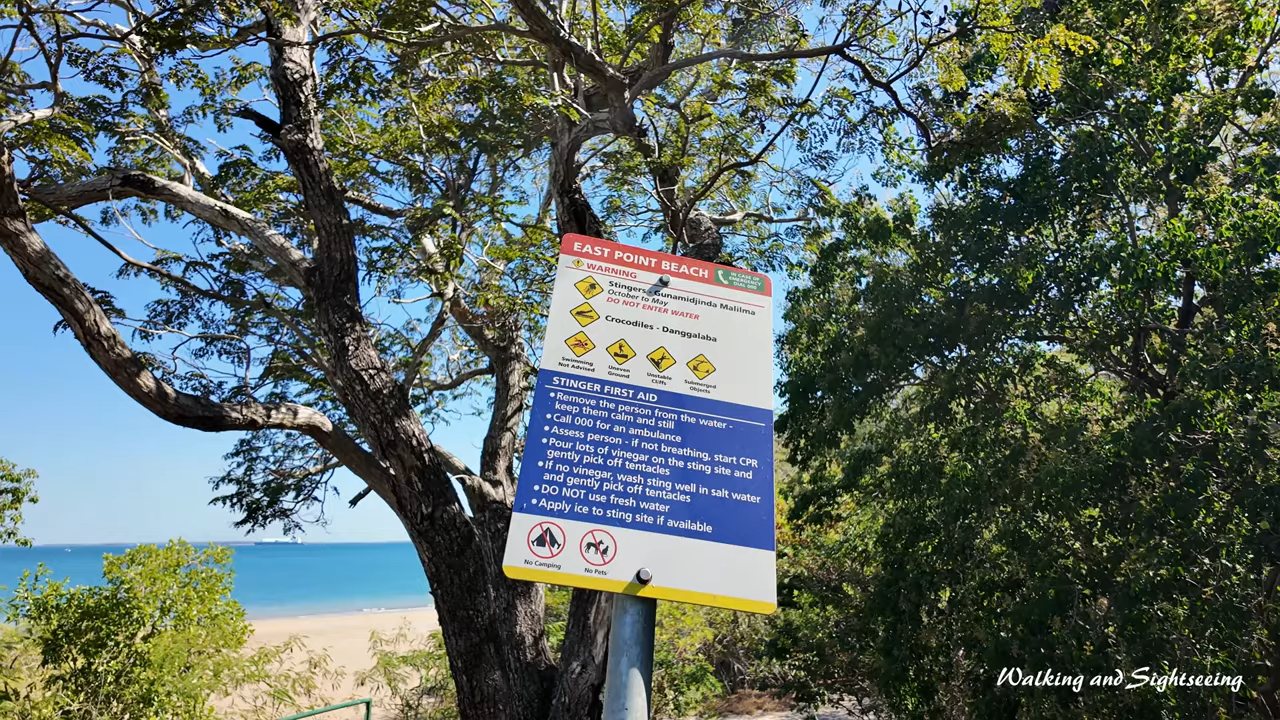 EAST POINT BEACH
IN CASE OF
EMERGENCY
DIAL 000
WARNING
Stingers - Gunamidjinda Malilma
October to May
DO NOT ENTER WATER
Crocodiles - Danggalaba
Swimming
Not Advised
Uneven
Ground
Unstable
Cliffs
Submerged
Objects
STINGER FIRST AID
• Remove the person from the water -
keep them calm and still
• Call 000 for an ambulance
• Assess person - if not breathing, start CPR
• Pour lots of vinegar on the sting site and
gently pick off tentacles
• If no vinegar, wash sting well in salt water
and gently pick off tentacles
• DO NOT use fresh water
• Apply ice to sting site if available
No Camping
No Pets
Walking and Sightseeing